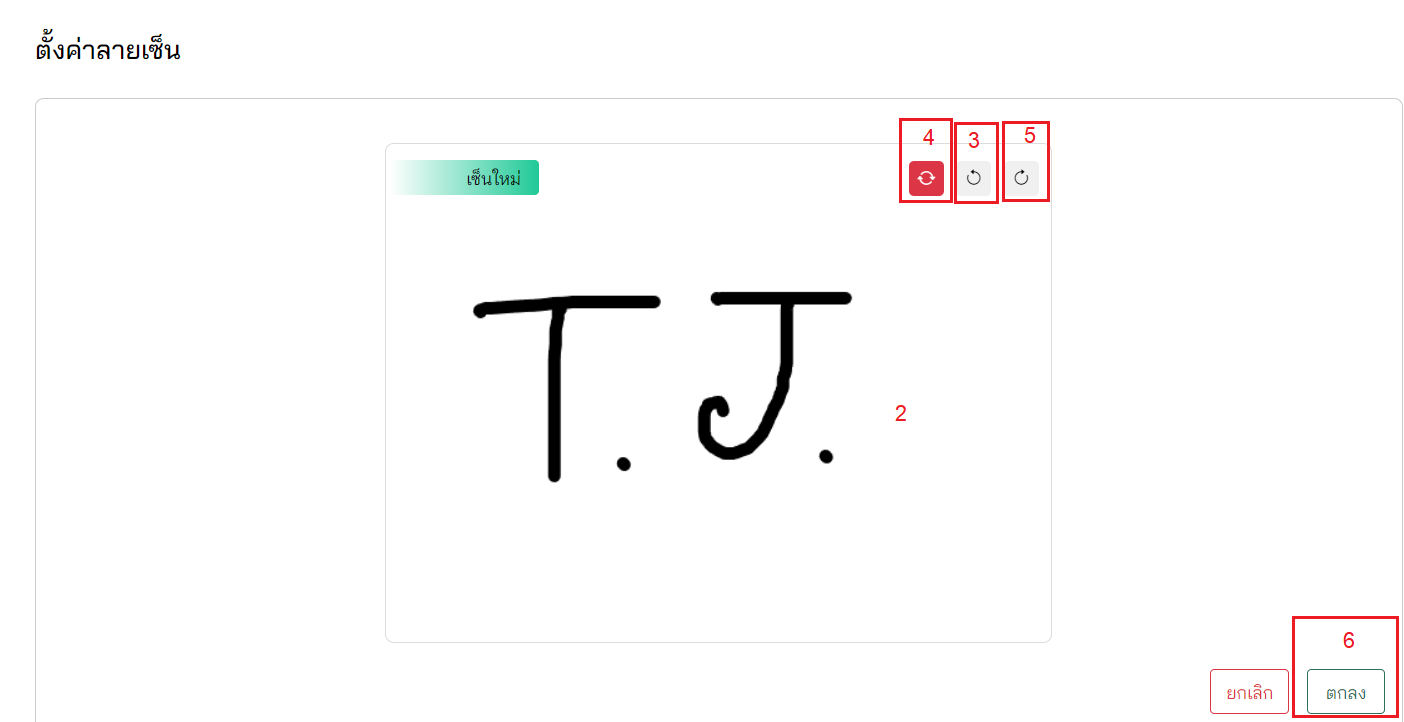 ตั้งค่าลายเซ็น
4 3 5
เซ็นใหม่
T. J.
2
6
ยกเลิก ตกลง